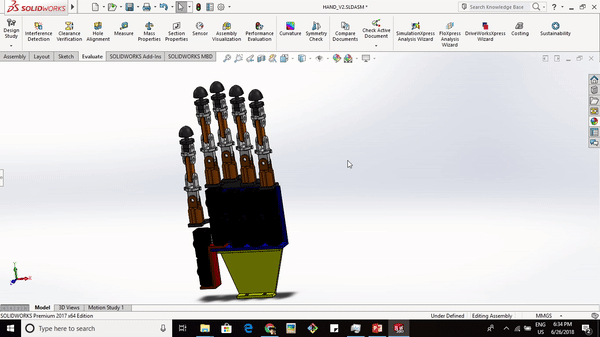 SOLIDWORKS
HAND_V2.SLDASM *
Search Knowledge Base
Design Study
Interference Detection
Clearance Verification
Hole Alignment
Measure
Mass Properties
Section Properties
Sensor
Assembly Visualization
Performance Evaluation
Curvature
Symmetry Check
Compare Documents
Check Active Document
SimulationXpress Analysis Wizard
FloXpress Analysis Wizard
DriveWorksXpress Wizard
Costing
Sustainability
Assembly
Layout
Sketch
Evaluate
SOLIDWORKS Add-Ins
SOLIDWORKS MBD
Model
3D Views
Motion Study 1
SOLIDWORKS Premium 2017 x64 Edition
Under Defined
Editing Assembly
MMGS
Type here to search
ENG
US
6:34 PM
6/26/2018